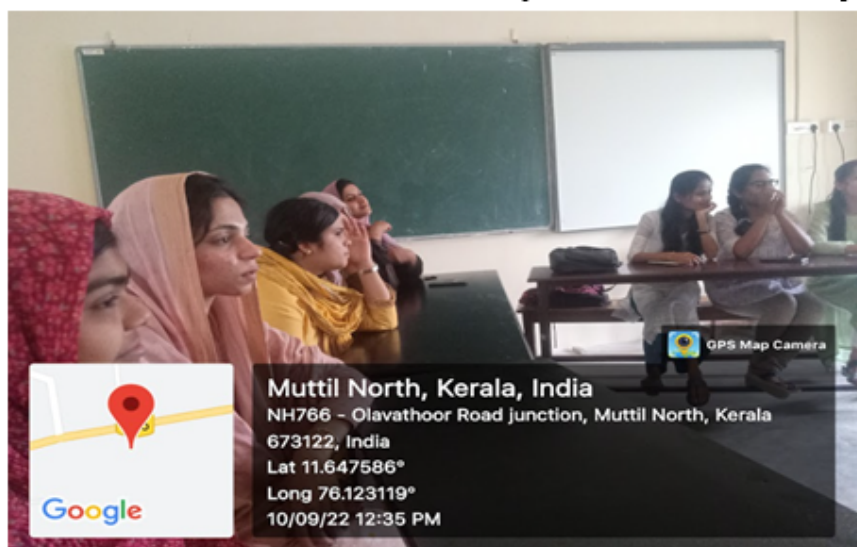 GPS Map Camera
Muttil North, Kerala, India
NH766 - Olavathoor Road junction, Muttil North, Kerala
673122, India
Lat 11.647586°
Long 76.123119°
10/09/22 12:35 PM
Google